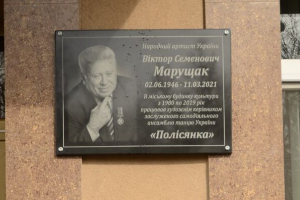 Народний артист України
Віктор Семенович
Марущак
02.06.1946 - 11.03.2021
В міському будинку культури
з 1980 по 2019 рік
працював художнім керівником
заслуженого самодіяльного
ансамблю танцю України
«Полісянка»